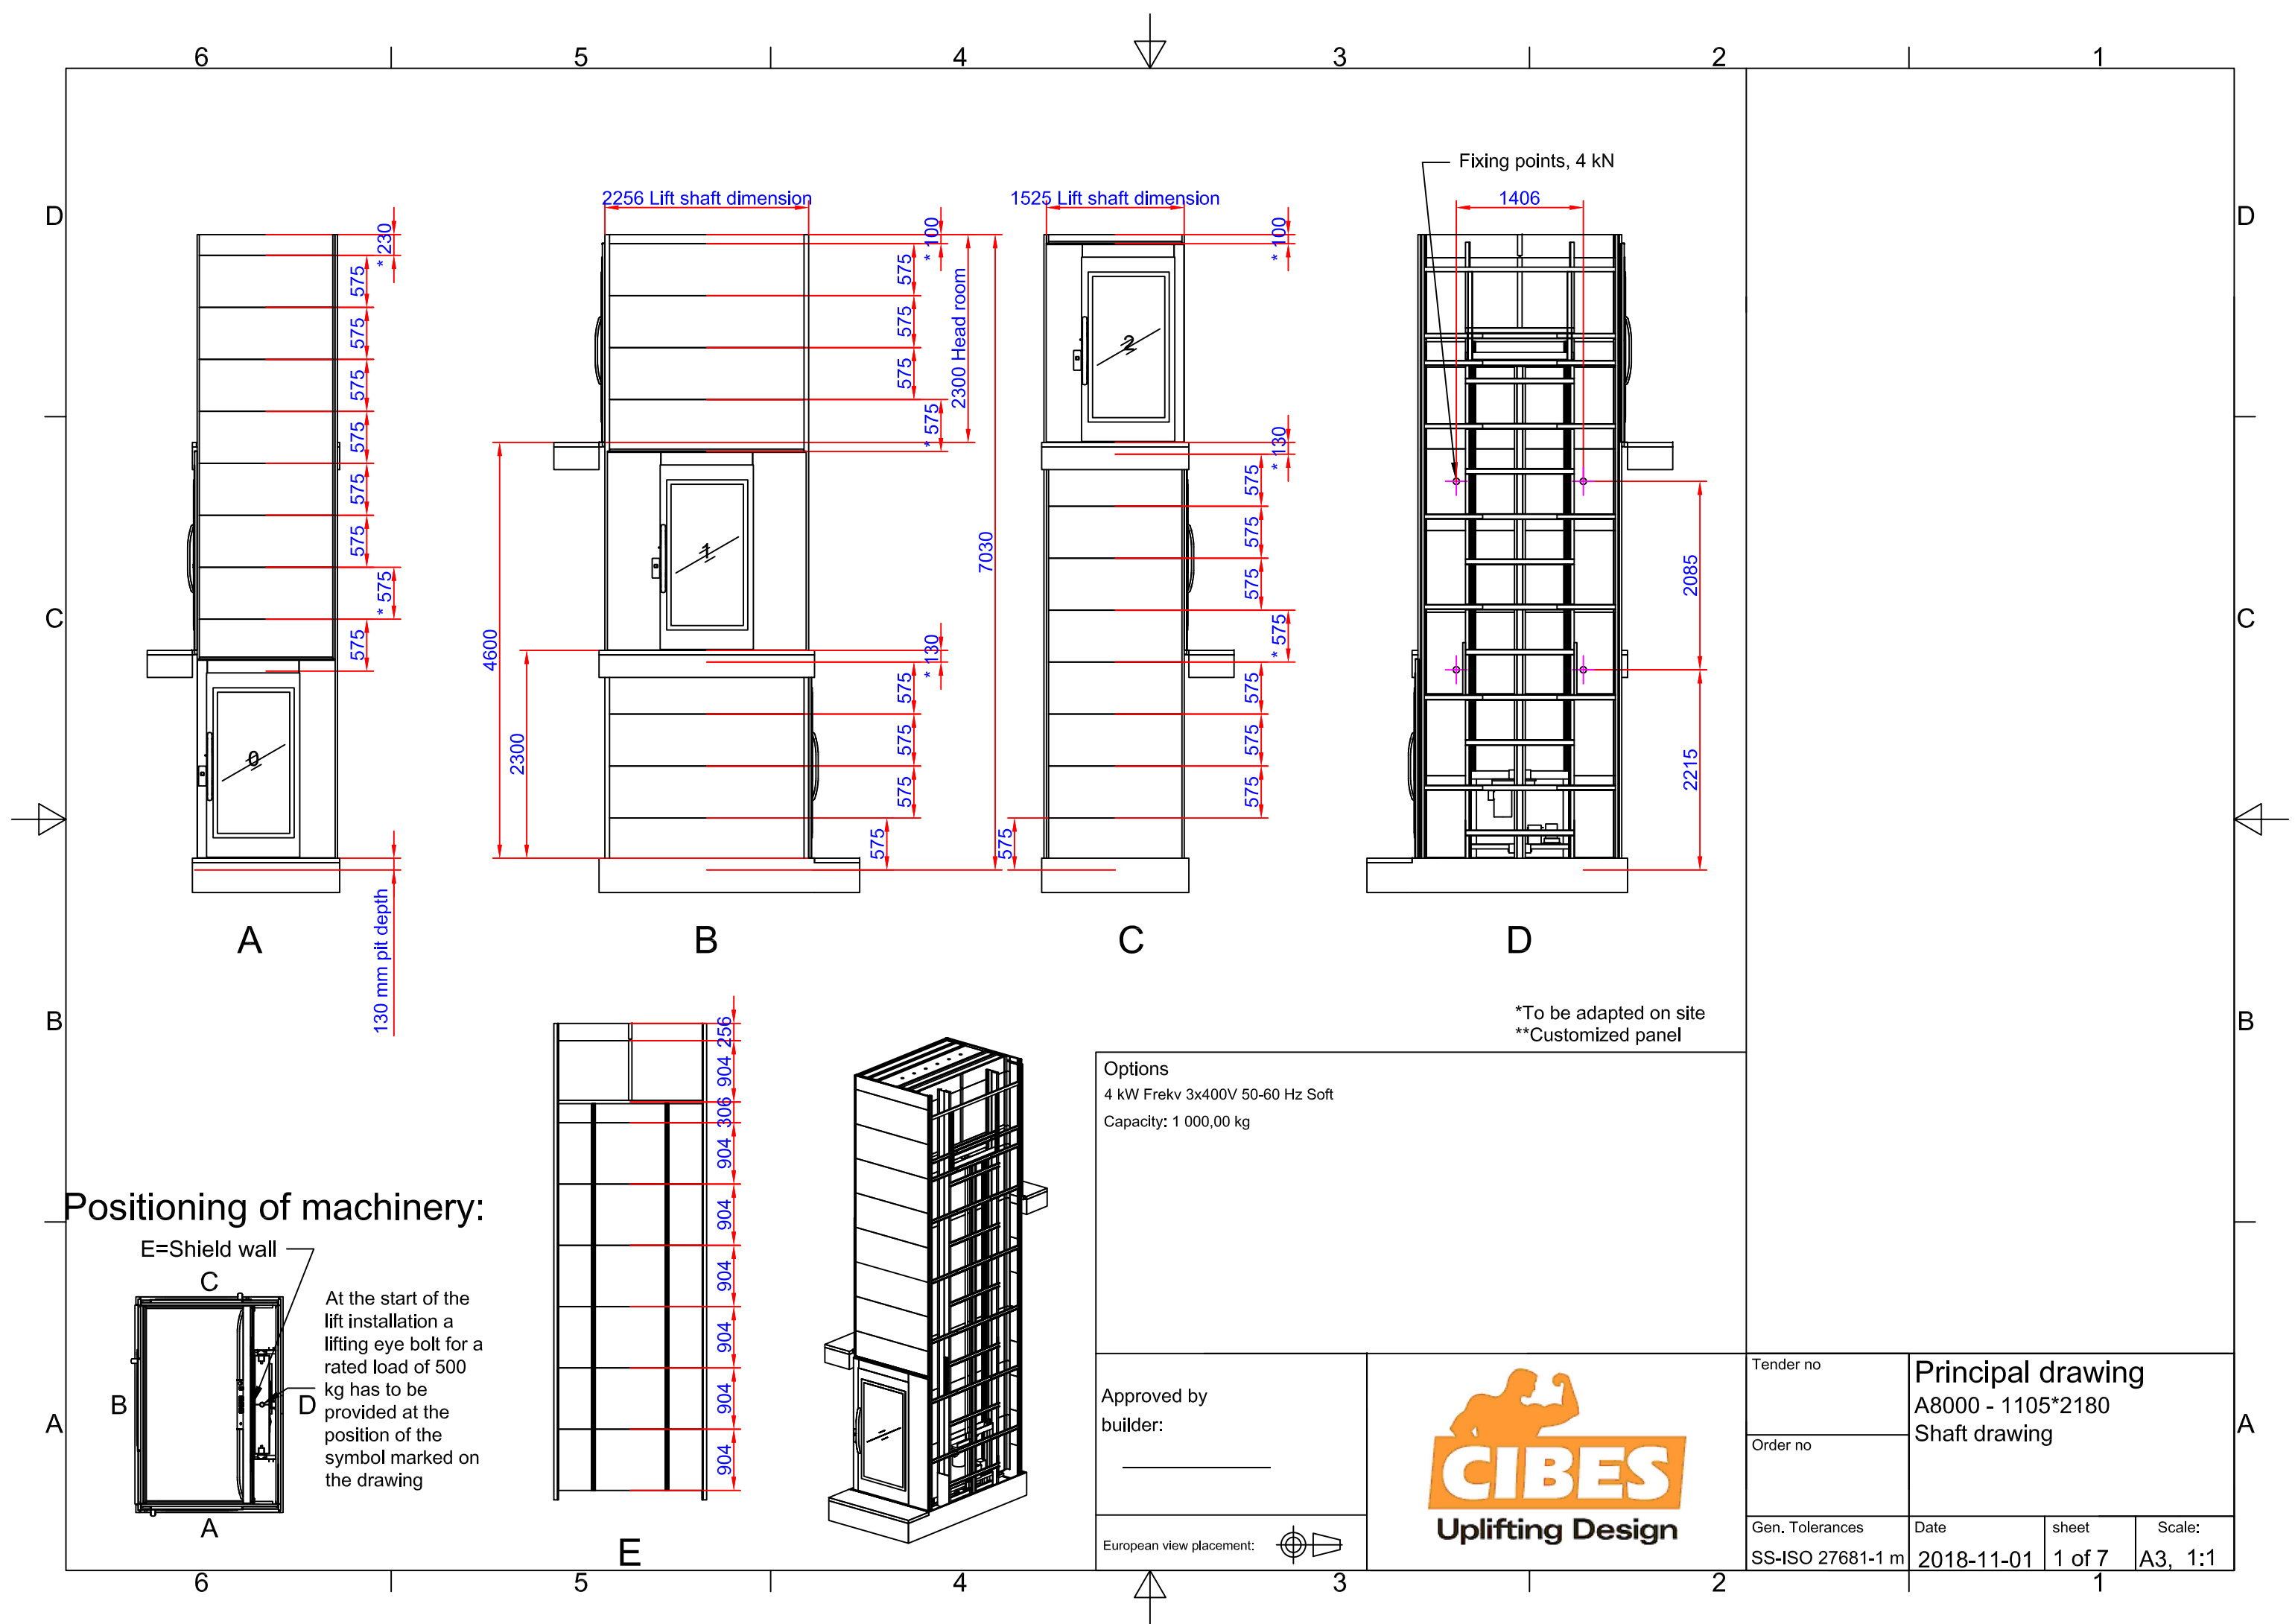 6 5 4 3 2 1
D
D
C
C
B
B
A
A
Fixing points, 4 kN
2256 Lift shaft dimension
1525 Lift shaft dimension
1406
* 230
575
575
575
575
575
575
* 575
575
0
130 mm pit depth
A
* 100
575
575
575
* 575
2300 Head room
7030
4600
2300
1
* 130
575
575
575
575
B
* 100
2
* 130
575
575
575
* 575
575
575
575
575
C
2085
2215
D
*To be adapted on site
**Customized panel
256
904
306
904
904
904
904
904
904
E
Positioning of machinery:
E=Shield wall
C
B
D
A
At the start of the
lift installation a
lifting eye bolt for a
rated load of 500
kg has to be
provided at the
position of the
symbol marked on
the drawing
Options
4 kW Frekv 3x400V 50-60 Hz Soft
Capacity: 1 000,00 kg
Approved by
builder:
European view placement:
CIBES
Uplifting Design
Tender no
Order no
Principal drawing
A8000 - 1105*2180
Shaft drawing
Gen. Tolerances
SS-ISO 27681-1 m
Date
2018-11-01
sheet
1 of 7
Scale:
A3, 1:1
6 5 4 3 2 1